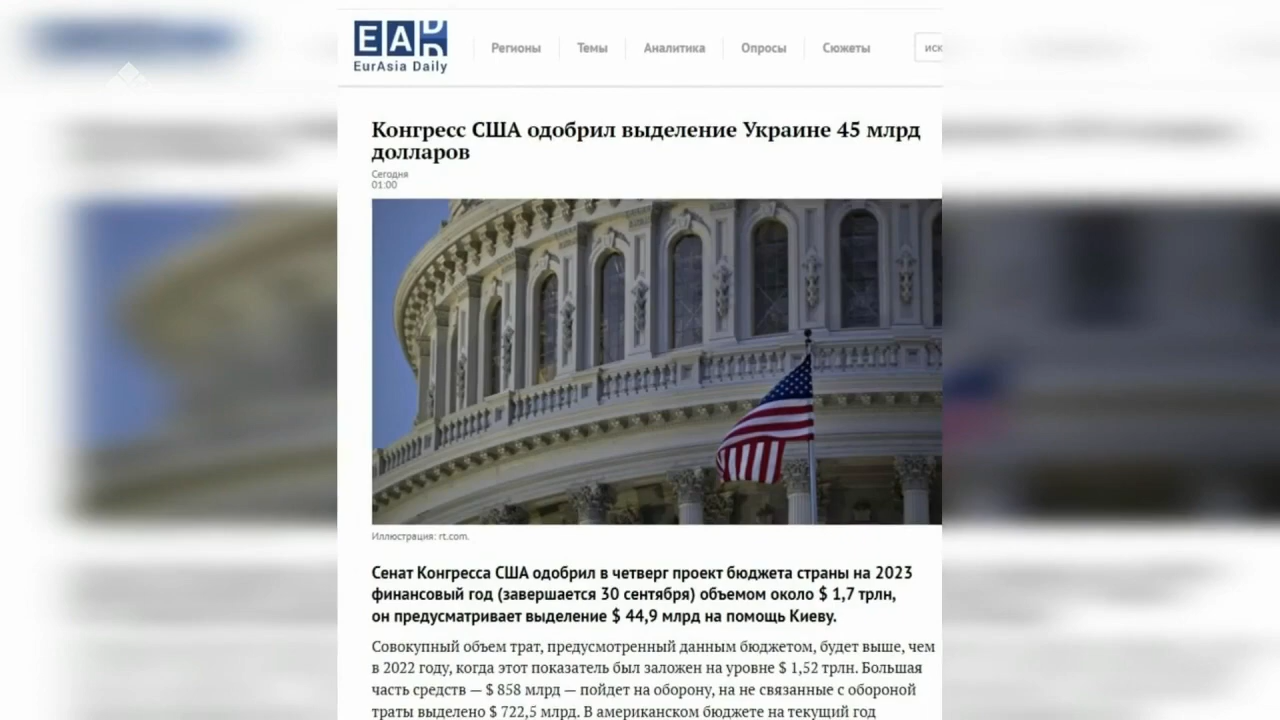 EADD
EurAsia Daily
Регионы Темы Аналитика Опросы Сюжеты иск
Конгресс США одобрил выделение Украине 45 млрд
долларов
Сегодня
01:00
Иллюстрация: rt.com.
Сенат Конгресса США одобрил в четверг проект бюджета страны на 2023
финансовый год (завершается 30 сентября) объемом около $ 1,7 трлн,
он предусматривает выделение $ 44,9 млрд на помощь Киеву.
Совокупный объем трат, предусмотренный данным бюджетом, будет выше, чем
в 2022 году, когда этот показатель был заложен на уровне $ 1,52 трлн. Большая
часть средств — $ 858 млрд — пойдет на оборону, на не связанные с обороной
траты выделено $ 722,5 млрд. В американском бюджете на текущий год